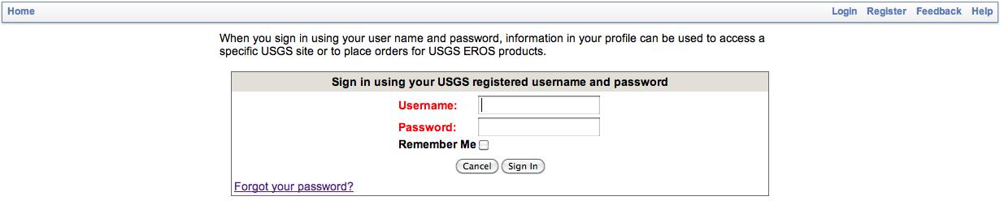 Home Login Register Feedback Help
When you sign in using your user name and password, information in your profile can be used to access a
specific USGS site or to place orders for USGS EROS products.
Sign in using your USGS registered username and password
Username:
Password:
Remember Me
Cancel Sign In
Forgot your password?